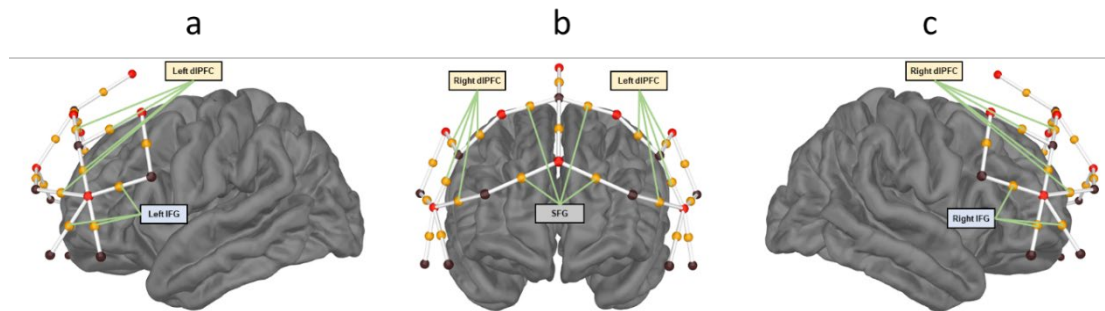 a
b
c
Left dlPFC
Right dlPFC
Left dlPFC
Right dlPFC
Left IFG
SFG
Right IFG